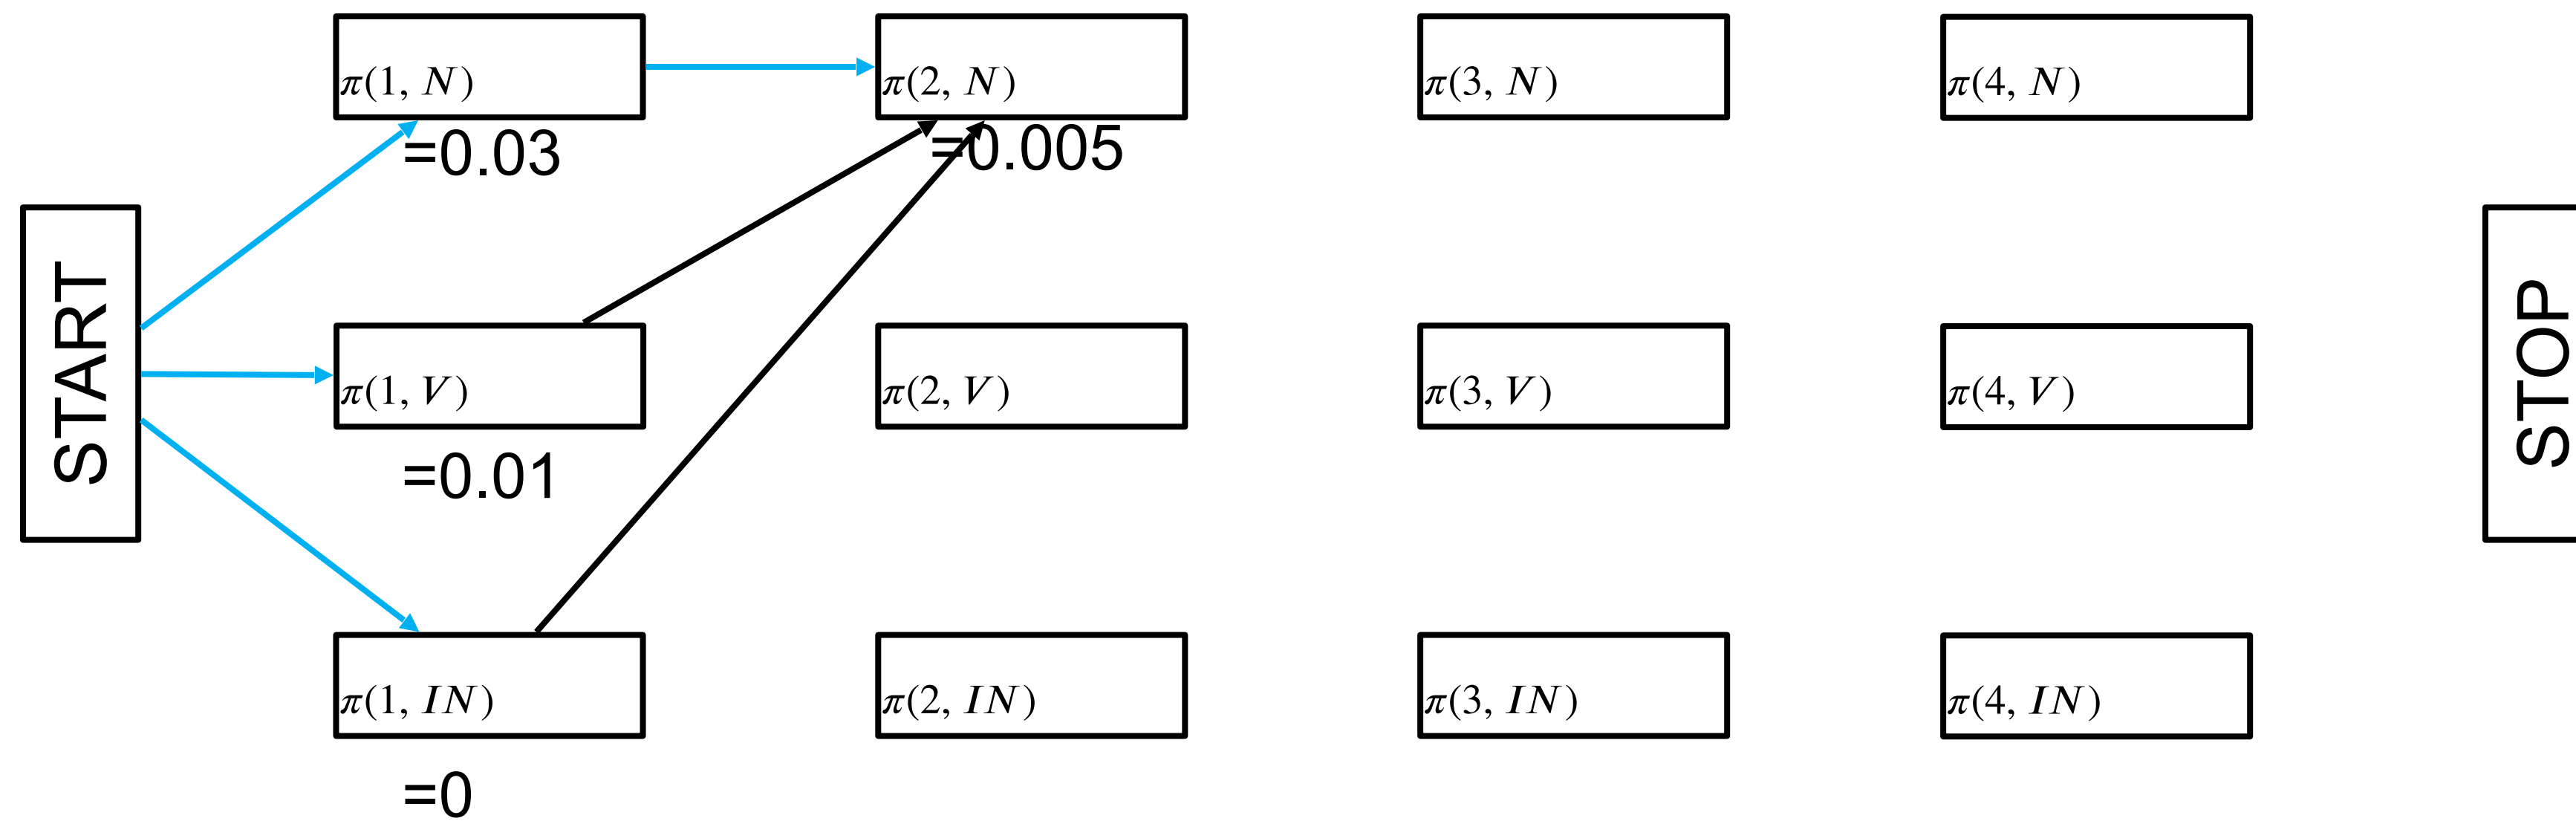 π(1, N)
π(2, N)
π(3, N)
π(4, N)
=0.03
=0.005
START
π(1, V)
π(2, V)
π(3, V)
π(4, V)
STOP
=0.01
π(1, IN)
π(2, IN)
π(3, IN)
π(4, IN)
=0